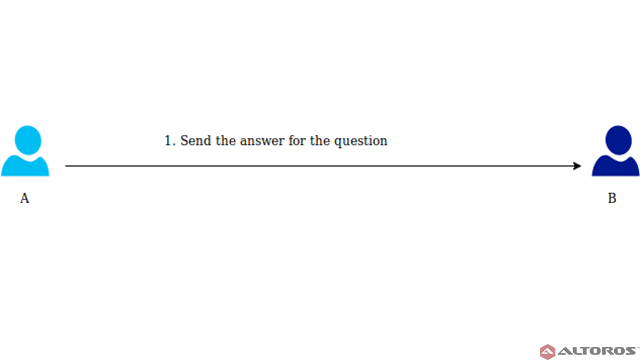 1. Send the answer for the question
A
B
ALTOROS